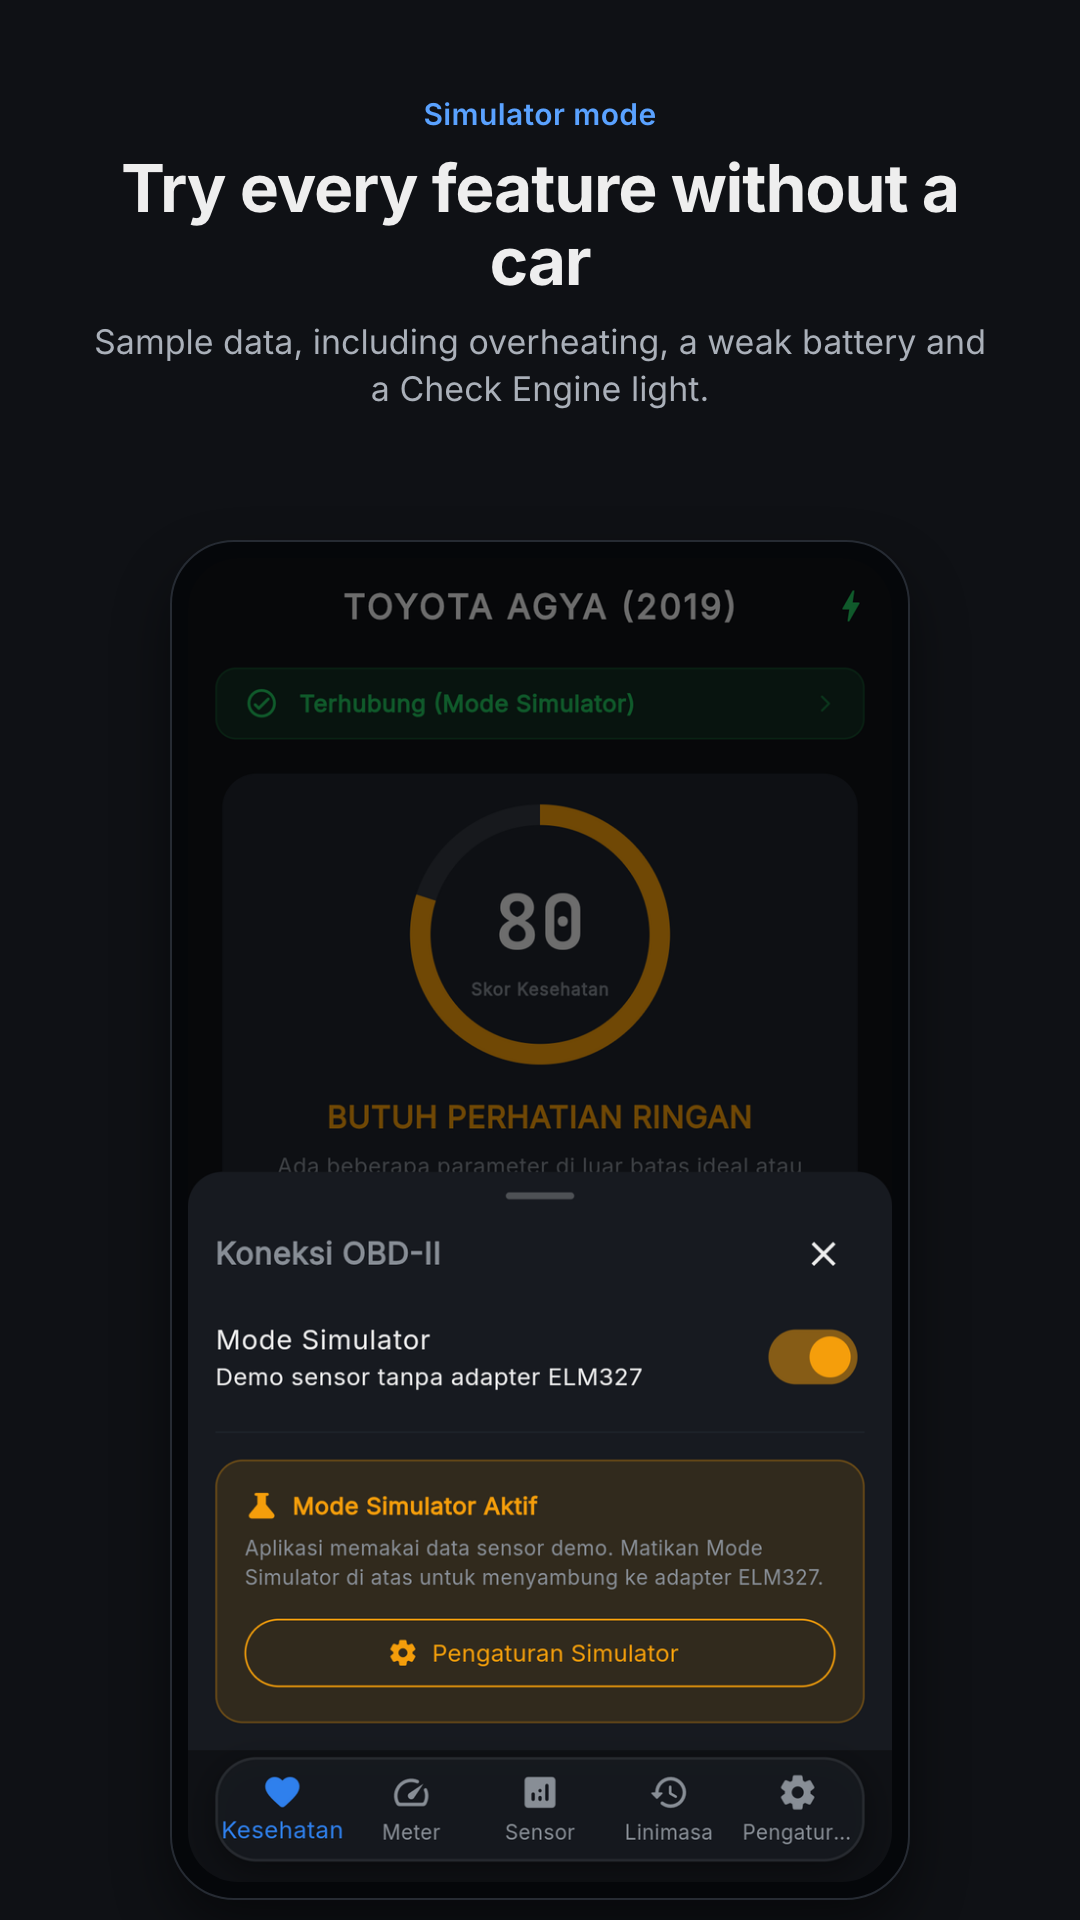 Simulator mode
Try every feature without a
car
Sample data, including overheating, a weak battery and
a Check Engine light.
TOYOTA AGYA (2019)
Terhubung (Mode Simulator)
80
Skor Kesehatan
BUTUH PERHATIAN RINGAN
Ada beberapa parameter di luar batas ideal atau
Koneksi OBD-II
Mode Simulator
Demo sensor tanpa adapter ELM327
Mode Simulator Aktif
Aplikasi memakai data sensor demo. Matikan Mode
Simulator di atas untuk menyambung ke adapter ELM327.
Pengaturan Simulator
Kesehatan
Meter
Sensor
Linimasa
Pengatur...